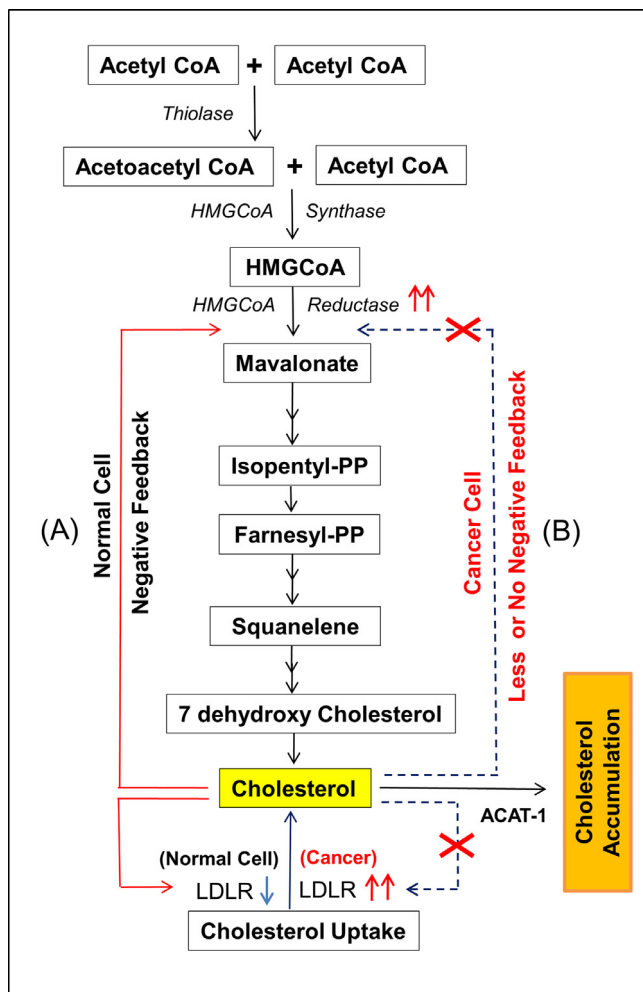 Acetyl CoA + Acetyl CoA
Thiolase
Acetoacetyl CoA + Acetyl CoA
HMGCoA Synthase
HMGCoA
HMGCoA Reductase
Mavalonate
Isopentyl-PP
Farnesyl-PP
Squanelene
7 dehydroxy Cholesterol
Cholesterol
(A)
Normal Cell
Negative Feedback
Cancer Cell
Less or No Negative Feedback
(B)
ACAT-1
Cholesterol
Accumulation
(Normal Cell) (Cancer)
LDLR LDLR
Cholesterol Uptake